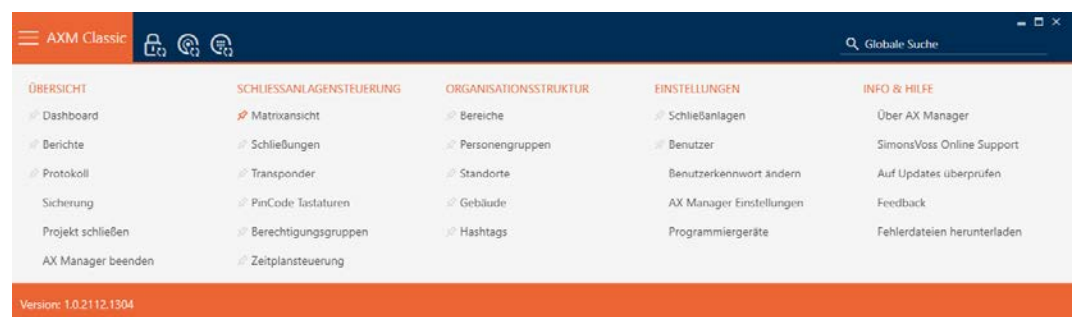 AXM Classic
Globale Suche
ÜBERSICHT
Dashboard
Berichte
Protokoll
Sicherung
Projekt schließen
AX Manager beenden
SCHLIESSANLAGENSTEUERUNG
Matrixansicht
Schließungen
Transponder
PinCode Tastaturen
Berechtigungsgruppen
Zeitplansteuerung
ORGANISATIONSSTRUKTUR
Bereiche
Personengruppen
Standorte
Gebäude
Hashtags
EINSTELLUNGEN
Schließanlagen
Benutzer
Benutzerkennwort ändern
AX Manager Einstellungen
Programmiergeräte
INFO & HILFE
Über AX Manager
SimonsVoss Online Support
Auf Updates überprüfen
Feedback
Fehlerdateien herunterladen
Version: 1.0.2112.1304